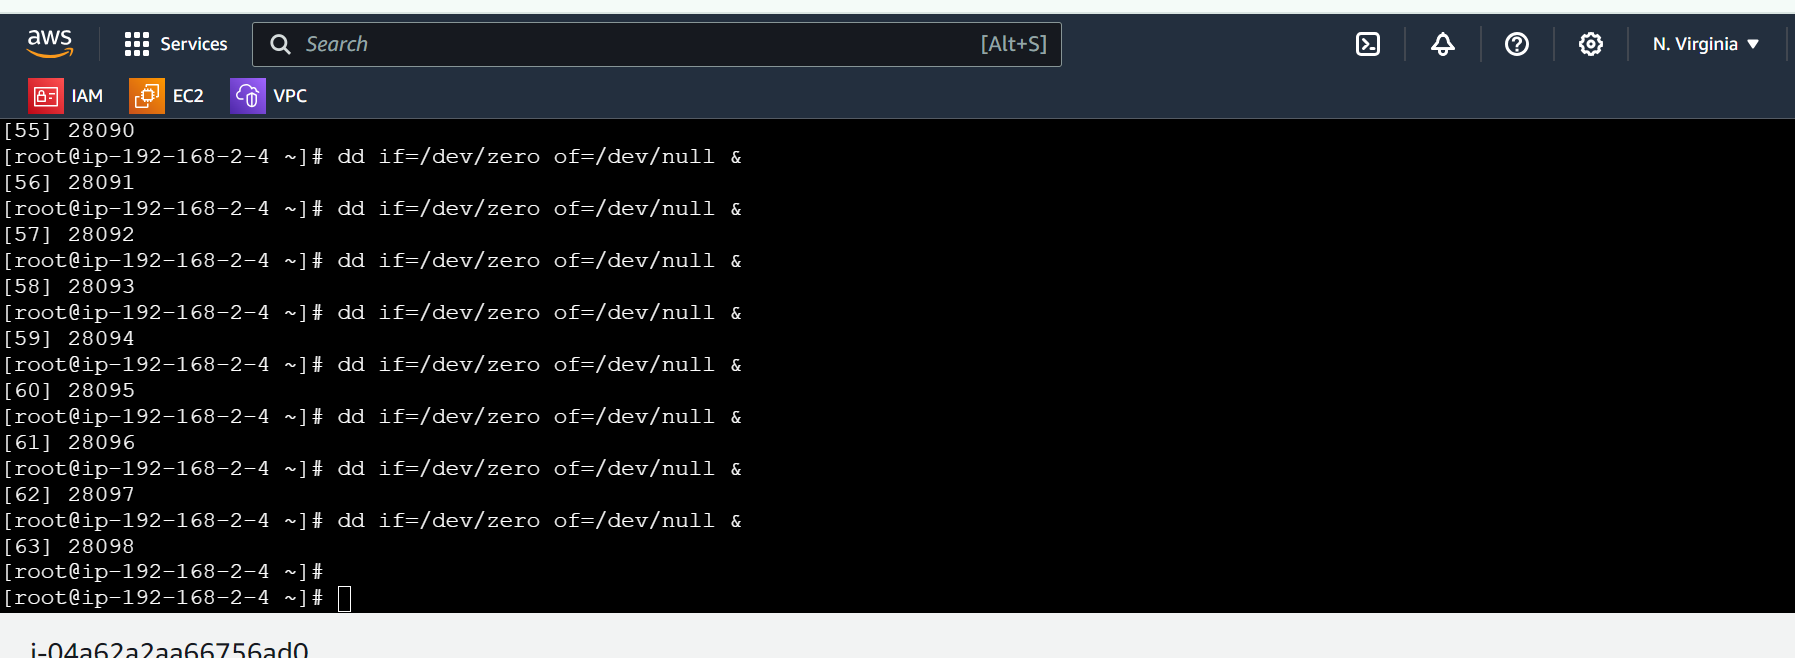 aws
Services
Search
[Alt+S]
N. Virginia
IAM
EC2
VPC
[55] 28090
[root@ip-192-168-2-4 ~]# dd if=/dev/zero of=/dev/null &
[56] 28091
[root@ip-192-168-2-4 ~]# dd if=/dev/zero of=/dev/null &
[57] 28092
[root@ip-192-168-2-4 ~]# dd if=/dev/zero of=/dev/null &
[58] 28093
[root@ip-192-168-2-4 ~]# dd if=/dev/zero of=/dev/null &
[59] 28094
[root@ip-192-168-2-4 ~]# dd if=/dev/zero of=/dev/null &
[60] 28095
[root@ip-192-168-2-4 ~]# dd if=/dev/zero of=/dev/null &
[61] 28096
[root@ip-192-168-2-4 ~]# dd if=/dev/zero of=/dev/null &
[62] 28097
[root@ip-192-168-2-4 ~]# dd if=/dev/zero of=/dev/null &
[63] 28098
[root@ip-192-168-2-4 ~]#
[root@ip-192-168-2-4 ~]#
i-04a62a2aa66756ad0